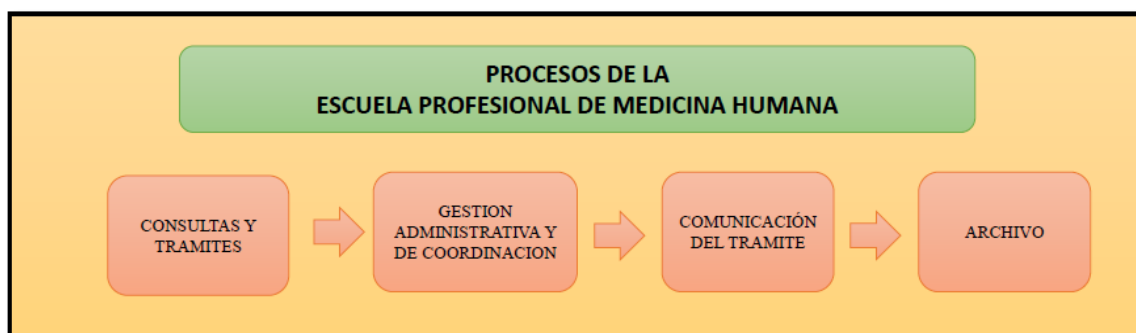 PROCESOS DE LA
ESCUELA PROFESIONAL DE MEDICINA HUMANA
CONSULTAS Y
TRAMITES
GESTION
ADMINISTRATIVA Y
DE COORDINACION
COMUNICACIÓN
DEL TRAMITE
ARCHIVO